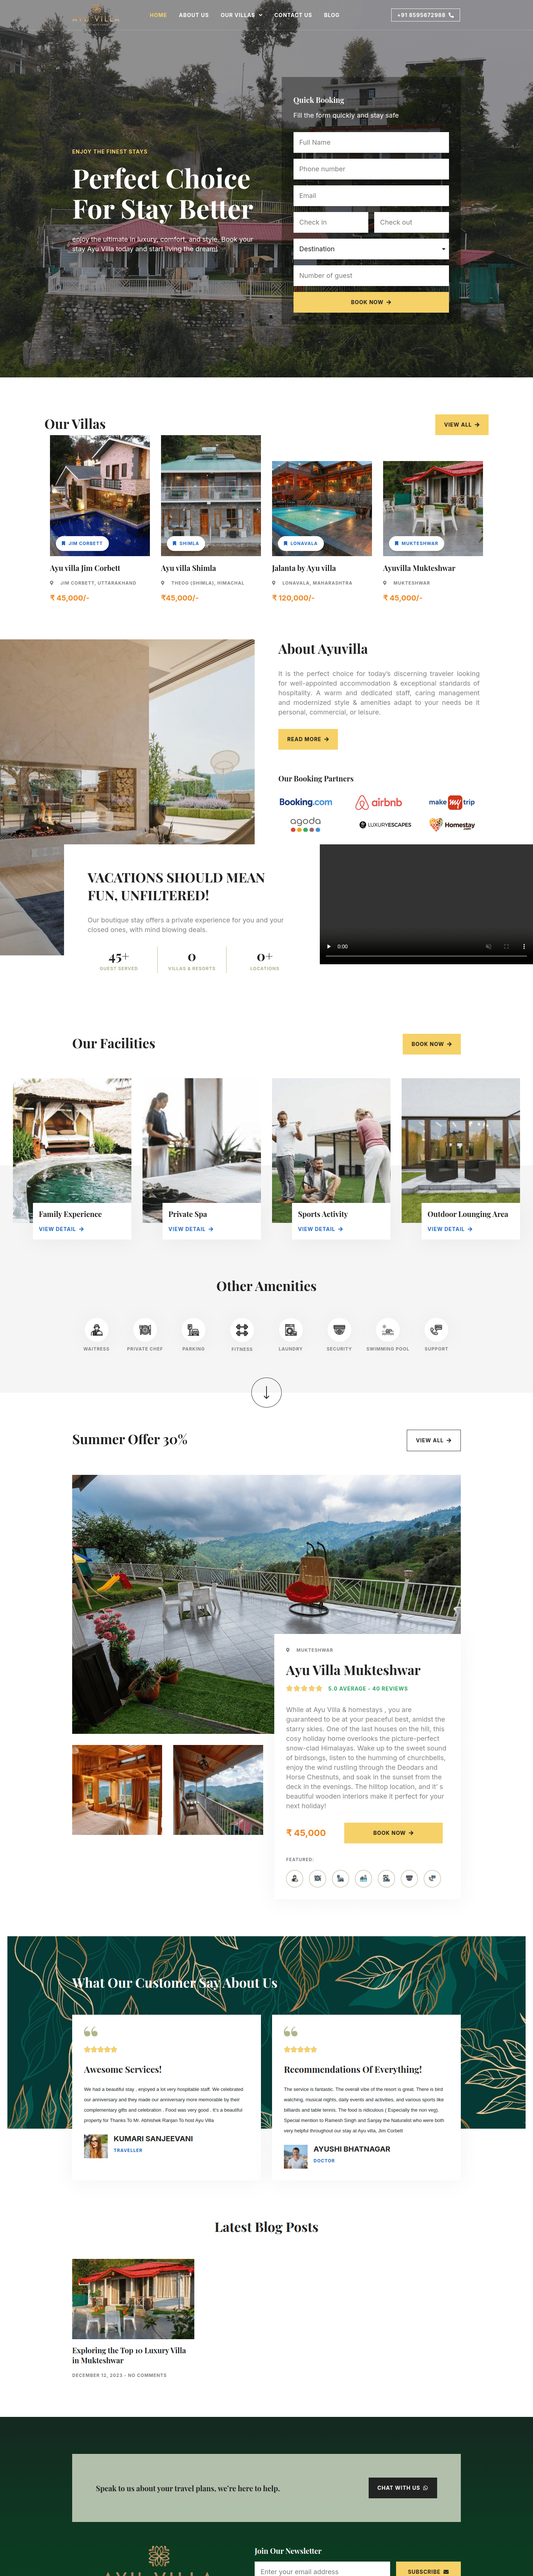 AYU VILLA
HOME
ABOUT US
OUR VILLAS
CONTACT US
BLOG
+91 8595672988
ENJOY THE FINEST STAYS
Perfect Choice
For Stay Better
enjoy the ultimate in luxury, comfort, and style. Book your
stay Ayu Villa today and start living the dream!
Quick Booking
Fill the form quickly and stay safe
Full Name
Phone number
Email
Check in
Check out
Destination
Number of guest
BOOK NOW
Our Villas
VIEW ALL
JIM CORBETT
Ayu villa Jim Corbett
JIM CORBETT, UTTARAKHAND
₹ 45,000/-
SHIMLA
Ayu villa Shimla
THEOG (SHIMLA), HIMACHAL
₹45,000/-
LONAVALA
Jalanta by Ayu villa
LONAVALA, MAHARASHTRA
₹ 120,000/-
MUKTESHWAR
Ayuvilla Mukteshwar
MUKTESHWAR
₹ 45,000/-
About Ayuvilla
It is the perfect choice for today's discerning traveler looking
for well-appointed accommodation & exceptional standards of
hospitality. A warm and dedicated staff, caring management
and modernized style & amenities adapt to your needs be it
personal, commercial, or leisure.
READ MORE
Our Booking Partners
Booking.com
airbnb
make my trip
agoda
LUXURYESCAPES
Homestay
VACATIONS SHOULD MEAN
FUN, UNFILTERED!
Our boutique stay offers a private experience for you and your
closed ones, with mind blowing deals.
45+
GUEST SERVED
0
VILLAS & RESORTS
0+
LOCATIONS
0:00
Our Facilities
BOOK NOW
Family Experience
VIEW DETAIL
Private Spa
VIEW DETAIL
Sports Activity
VIEW DETAIL
Outdoor Lounging Area
VIEW DETAIL
Other Amenities
WAITRESS
PRIVATE CHEF
PARKING
FITNESS
LAUNDRY
SECURITY
SWIMMING POOL
SUPPORT
Summer Offer 30%
VIEW ALL
MUKTESHWAR
Ayu Villa Mukteshwar
5.0 AVERAGE - 40 REVIEWS
While at Ayu Villa & homestays , you are
guaranteed to be at your peaceful best, amidst the
starry skies. One of the last houses on the hill, this
cosy holiday home overlooks the picture-perfect
snow-clad Himalayas. Wake up to the sweet sound
of birdsongs, listen to the humming of churchbells,
enjoy the wind rustling through the Deodars and
Horse Chestnuts, and soak in the sunset from the
deck in the evenings. The hilltop location, and it' s
beautiful wooden interiors make it perfect for your
next holiday!
₹ 45,000
BOOK NOW
FEATURED:
What Our Customer Say About Us
Awesome Services!
We had a beautiful stay , enjoyed a lot very hospitable staff. We celebrated
our anniversary and they made our anniversary more memorable by their
complementary gifts and celebration . Food was very good . It's a beautiful
property for Thanks To Mr. Abhishek Ranjan To host Ayu Villa
KUMARI SANJEEVANI
TRAVELLER
Recommendations Of Everything!
The service is fantastic. The overall vibe of the resort is great. There is bird
watching, musical nights, daily events and activities, and various sports like
billiards and table tennis. The food is ridiculous ( Especially the non veg).
Special mention to Ramesh Singh and Sanjay the Naturalist who were both
very helpful throughout our stay at Ayu villa, Jim Corbett
AYUSHI BHATNAGAR
DOCTOR
Latest Blog Posts
Exploring the Top 10 Luxury Villa
in Mukteshwar
DECEMBER 12, 2023 - NO COMMENTS
Speak to us about your travel plans, we're here to help.
CHAT WITH US
Join Our Newsletter
Enter your email address
SUBSCRIBE
AYU VILLA